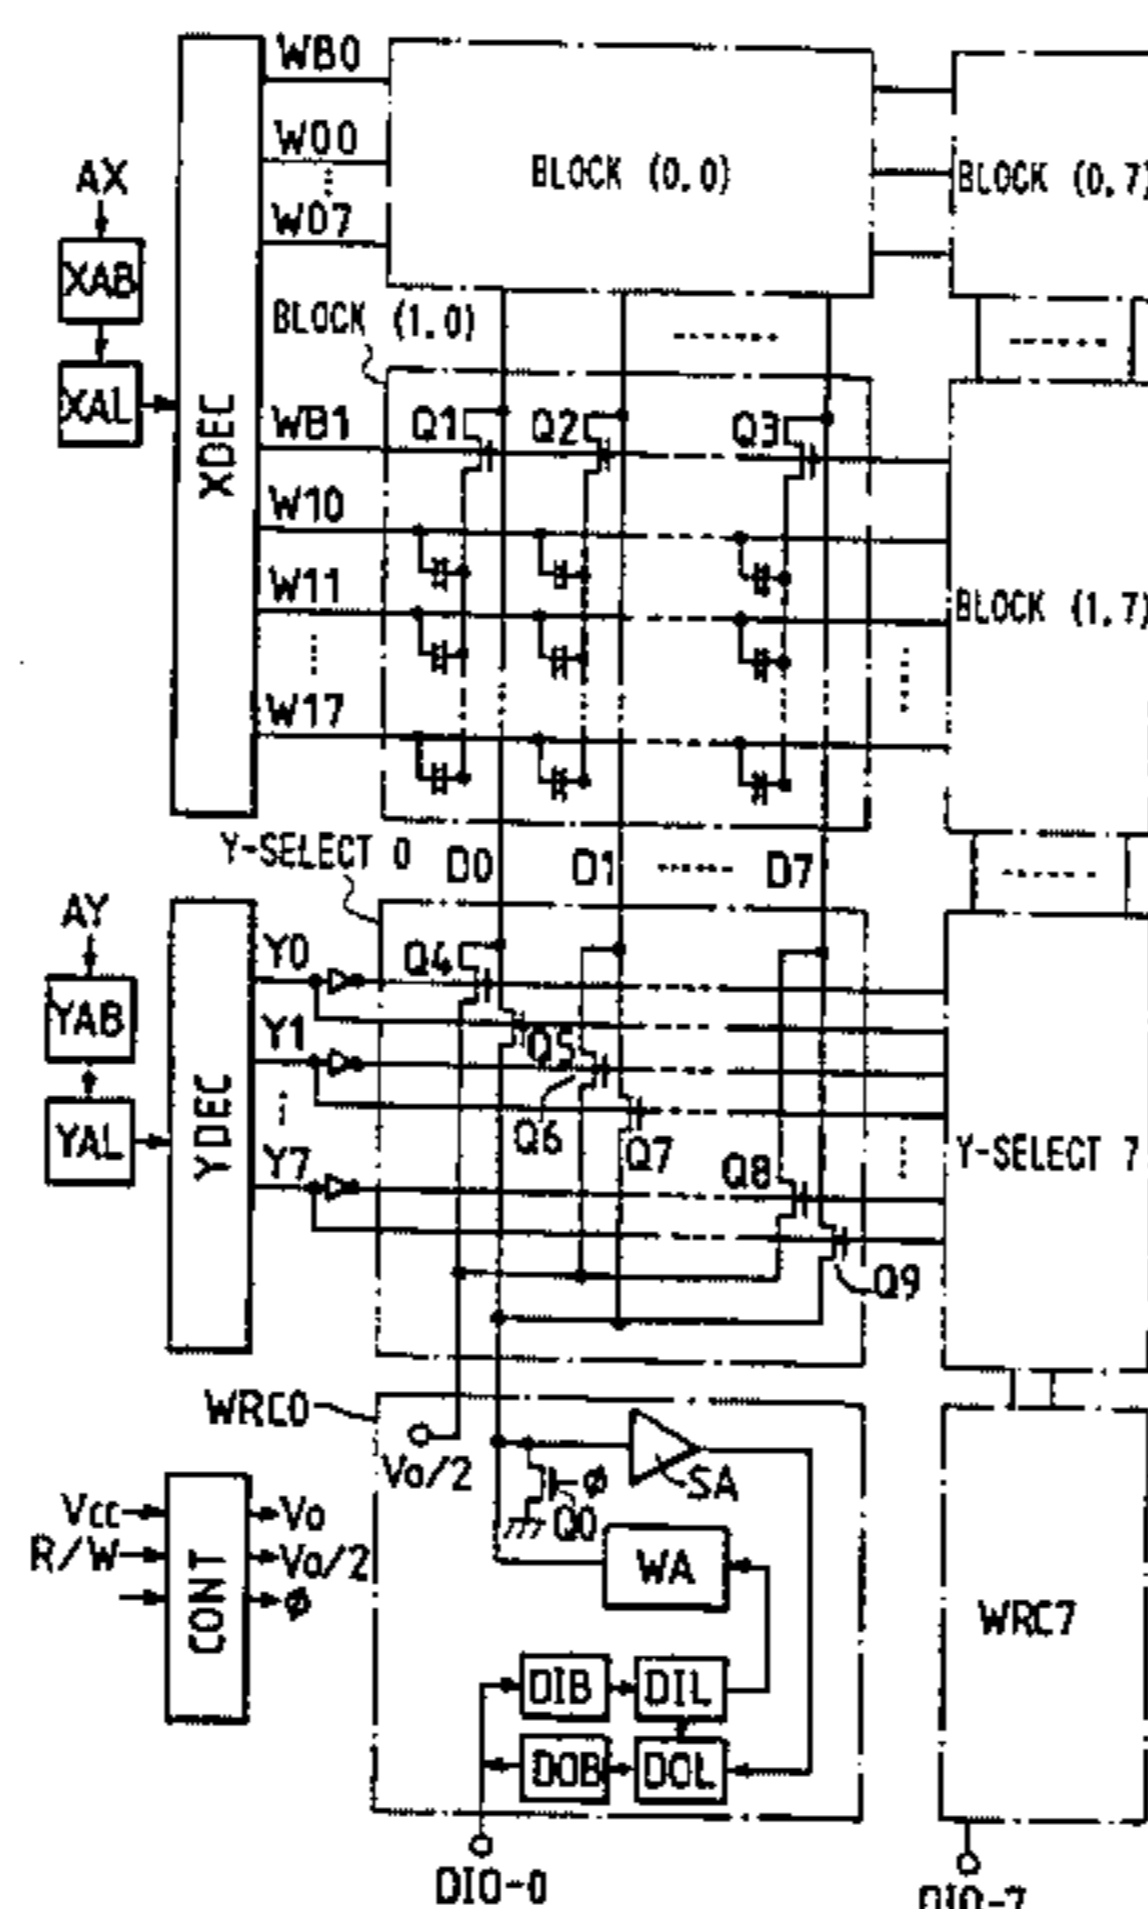 WB0
W00
BLOCK (0,0)
BLOCK (0,7)
AX
W07
XAB
BLOCK (1,0)
XAL
XDEC
WB1
Q1
Q2
Q3
W10
W11
BLOCK (1,7)
W17
Y-SELECT 0
D0
D1
D7
AY
Y0
Q4
YAB
Y1
Q5
YDEC
YAL
Q6
Q7
Y-SELECT 7
Y7
Q8
Q9
WRC0
Vo/2
SA
Q0
ϕ
Vcc
Vo
R/W
Vo/2
WA
CONT
ϕ
WRC7
DIB
DIL
DOB
DOL
DIO-0
DIO-7